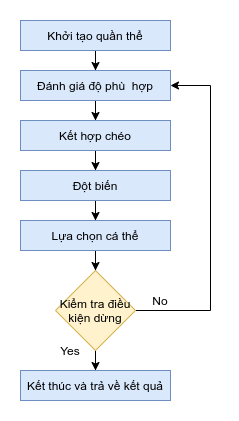 Khởi tạo quần thể
Đánh giá độ phù hợp
Kết hợp chéo
Đột biến
Lựa chọn cá thể
Kiểm tra điều
kiện dừng
No
Yes
Kết thúc và trả về kết quả